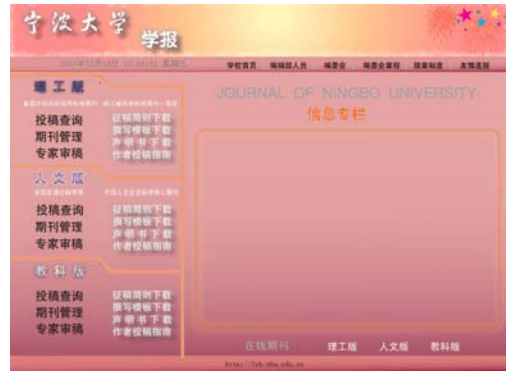 宁波大学 学报
学校首页 编辑部人员 编委会 编委会章程 规章制度 友情连接
理工版
投稿查询 征稿简则下载
期刊管理 撰写模板下载
专家审稿 声明书下载
作者投稿指南
JOURNAL OF NINGBO UNIVERSITY
信息专栏
人文版
投稿查询 征稿简则下载
期刊管理 撰写模板下载
专家审稿 声明书下载
作者投稿指南
教科版
投稿查询 征稿简则下载
期刊管理 撰写模板下载
专家审稿 声明书下载
作者投稿指南
在线期刊 理工版 人文版 教科版